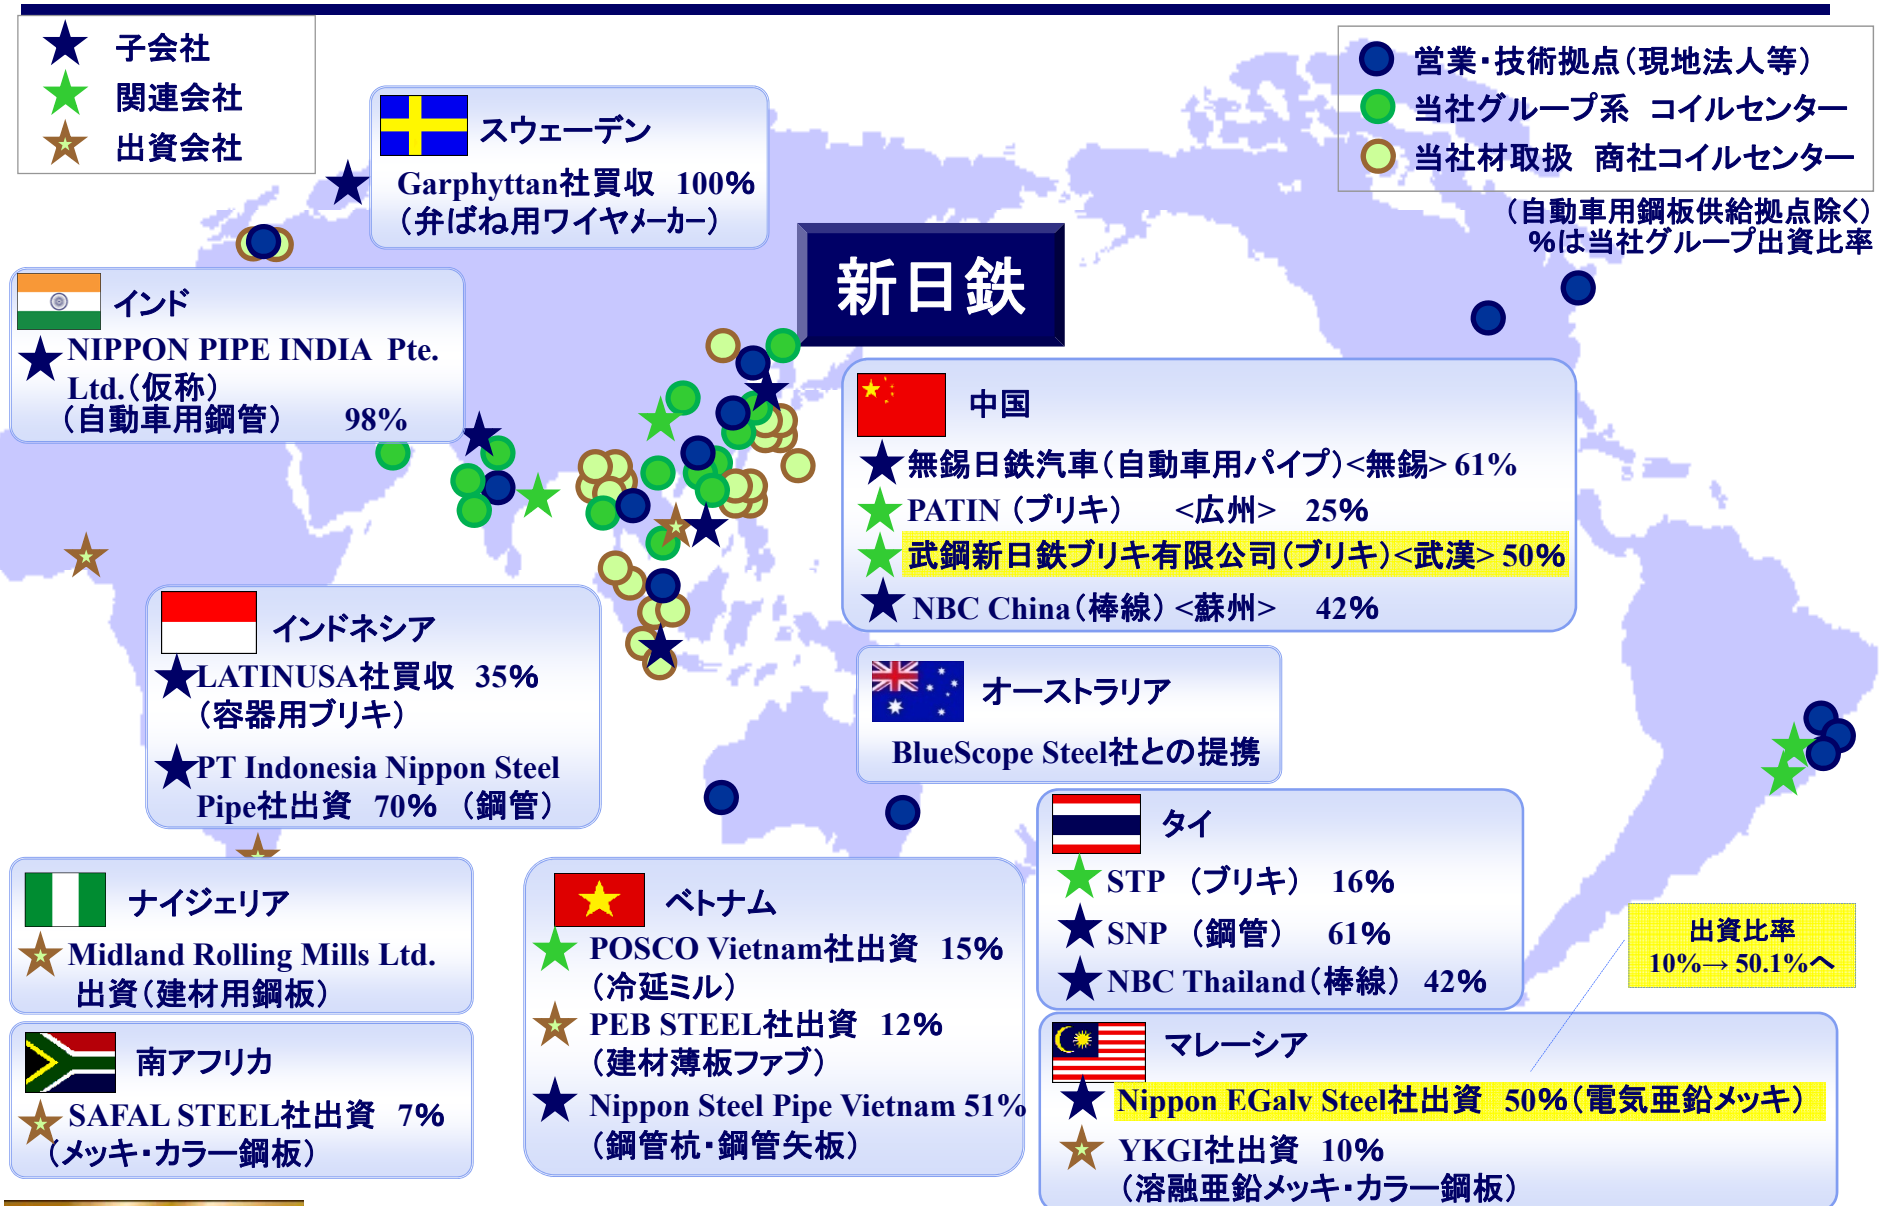 子会社
関連会社
出資会社
営業・技術拠点(現地法人等)
当社グループ系 コイルセンター
当社材取扱 商社コイルセンター
(自動車用鋼板供給拠点除く)
%は当社グループ出資比率
スウェーデン
Garphyttan社買収 100%
(弁ばね用ワイヤメーカー)
新日鉄
インド
NIPPON PIPE INDIA Pte.
Ltd.(仮称)
(自動車用鋼管) 98%
中国
無錫日鉄汽車(自動車用パイプ)<無錫> 61%
PATIN (ブリキ) <広州> 25%
武鋼新日鉄ブリキ有限公司(ブリキ)<武漢> 50%
NBC China(棒線) <蘇州> 42%
インドネシア
LATINUSA社買収 35%
(容器用ブリキ)
PT Indonesia Nippon Steel
Pipe社出資 70% (鋼管)
オーストラリア
BlueScope Steel社との提携
タイ
STP (ブリキ) 16%
SNP (鋼管) 61%
NBC Thailand(棒線) 42%
出資比率
10%→ 50.1%へ
ナイジェリア
Midland Rolling Mills Ltd.
出資(建材用鋼板)
南アフリカ
SAFAL STEEL社出資 7%
(メッキ・カラー鋼板)
ベトナム
POSCO Vietnam社出資 15%
(冷延ミル)
PEB STEEL社出資 12%
(建材薄板ファブ)
Nippon Steel Pipe Vietnam 51%
(鋼管杭・鋼管矢板)
マレーシア
Nippon EGalv Steel社出資 50%(電気亜鉛メッキ)
YKGI社出資 10%
(溶融亜鉛メッキ・カラー鋼板)